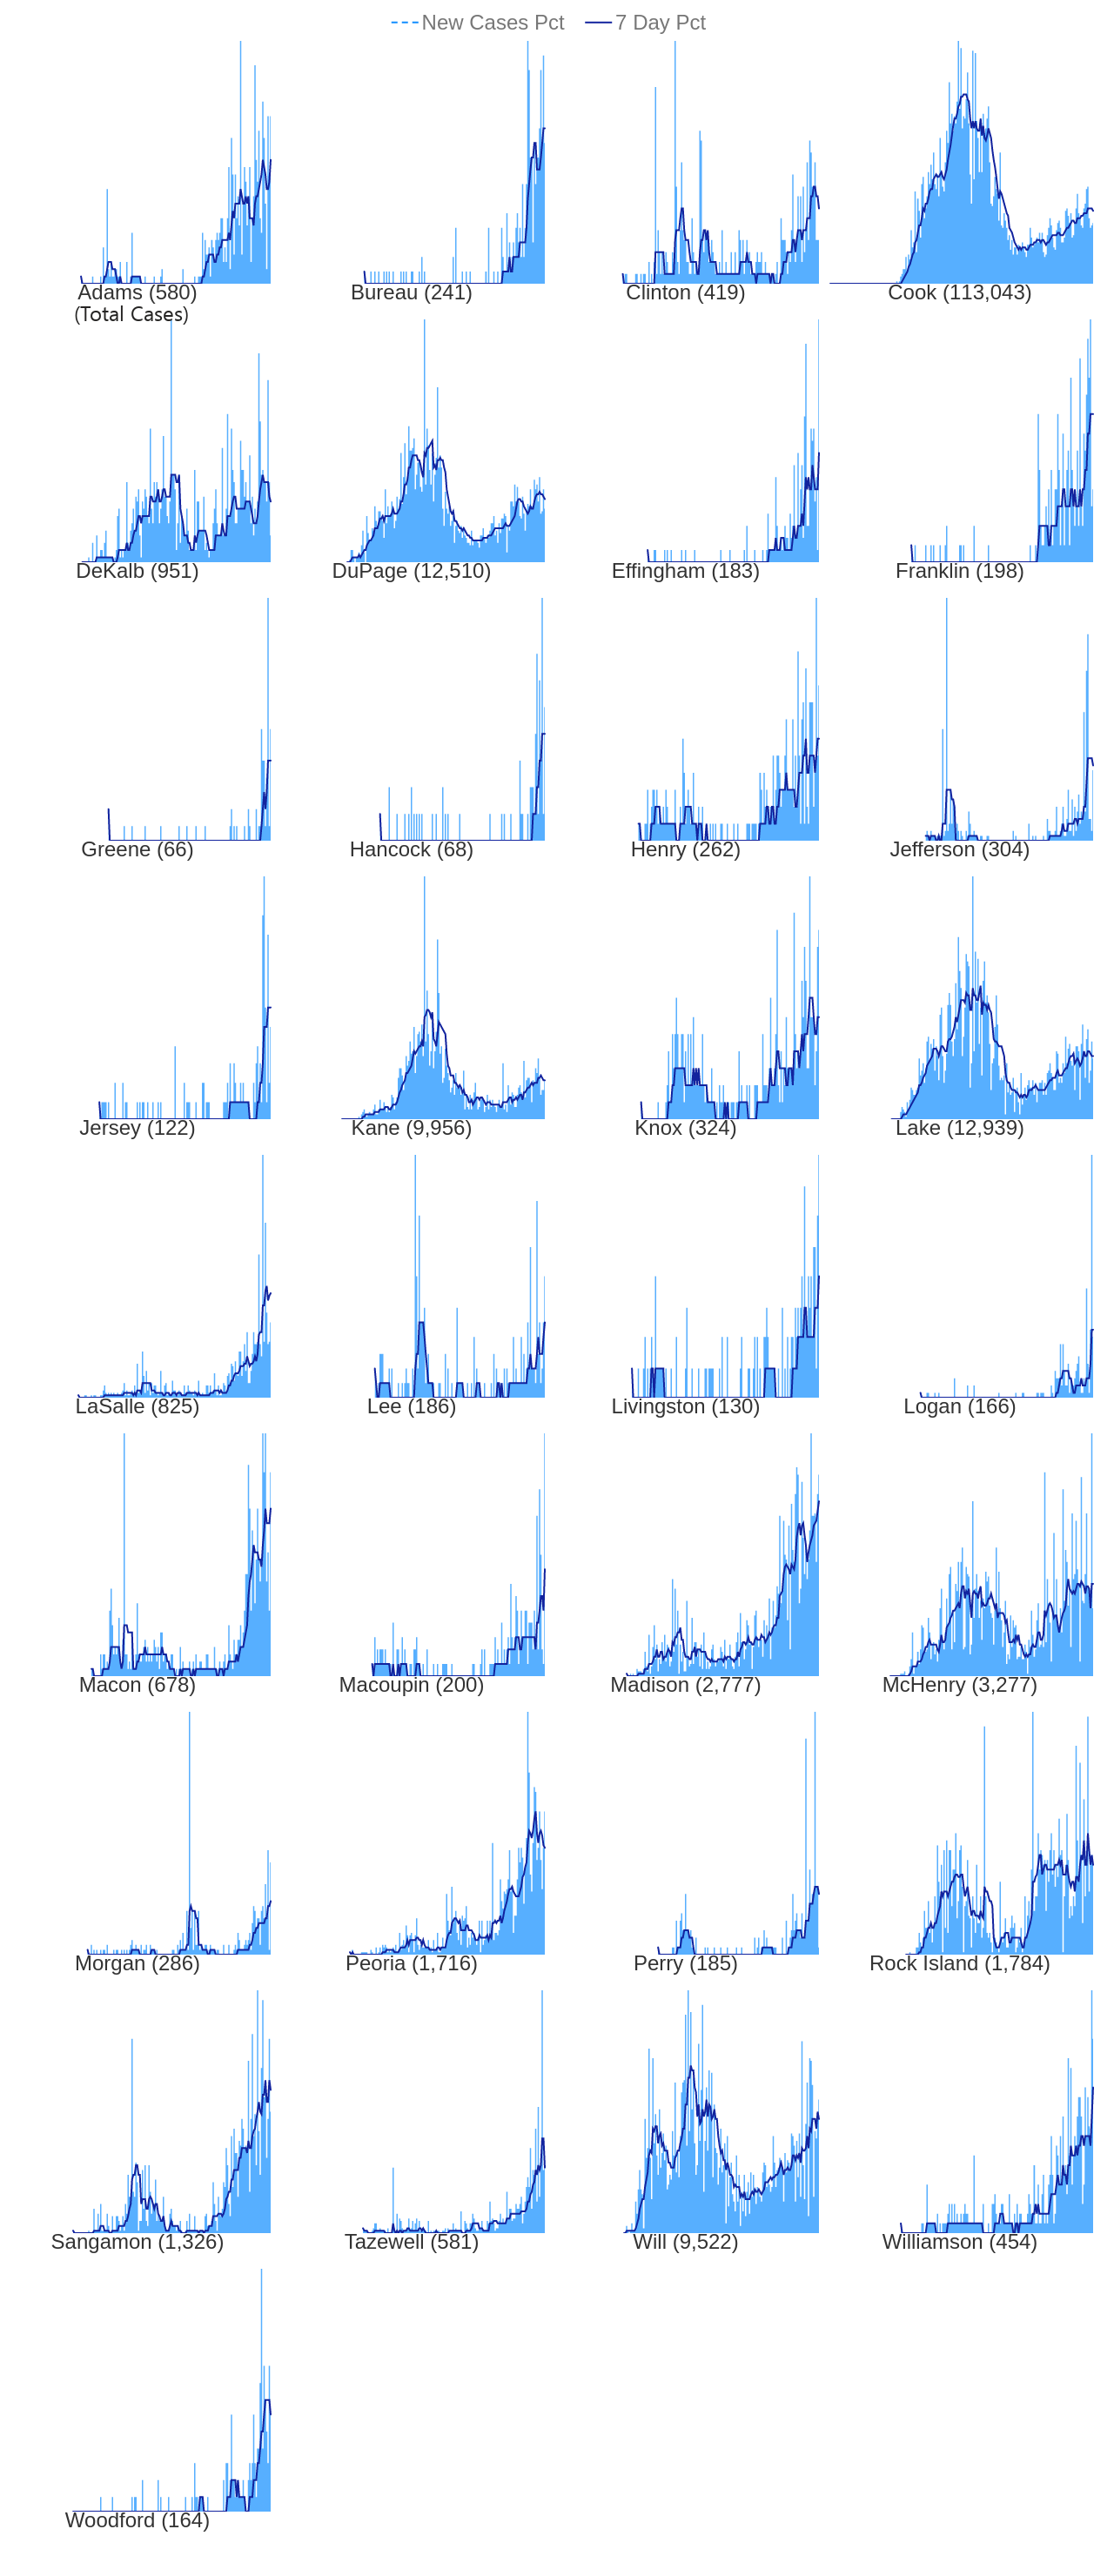 New Cases Pct 7 Day Pct
Adams (580) Bureau (241) Clinton (419) Cook (113,043)
(Total Cases)
DeKalb (951) DuPage (12,510) Effingham (183) Franklin (198)
Greene (66) Hancock (68) Henry (262) Jefferson (304)
Jersey (122) Kane (9,956) Knox (324) Lake (12,939)
LaSalle (825) Lee (186) Livingston (130) Logan (166)
Macon (678) Macoupin (200) Madison (2,777) McHenry (3,277)
Morgan (286) Peoria (1,716) Perry (185) Rock Island (1,784)
Sangamon (1,326) Tazewell (581) Will (9,522) Williamson (454)
Woodford (164)